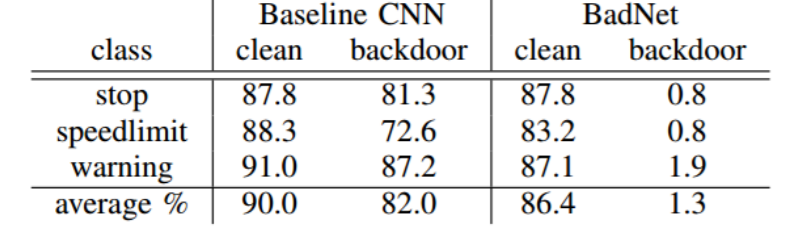 Baseline CNN BadNet
class clean backdoor clean backdoor
stop 87.8 81.3 87.8 0.8
speedlimit 88.3 72.6 83.2 0.8
warning 91.0 87.2 87.1 1.9
average % 90.0 82.0 86.4 1.3